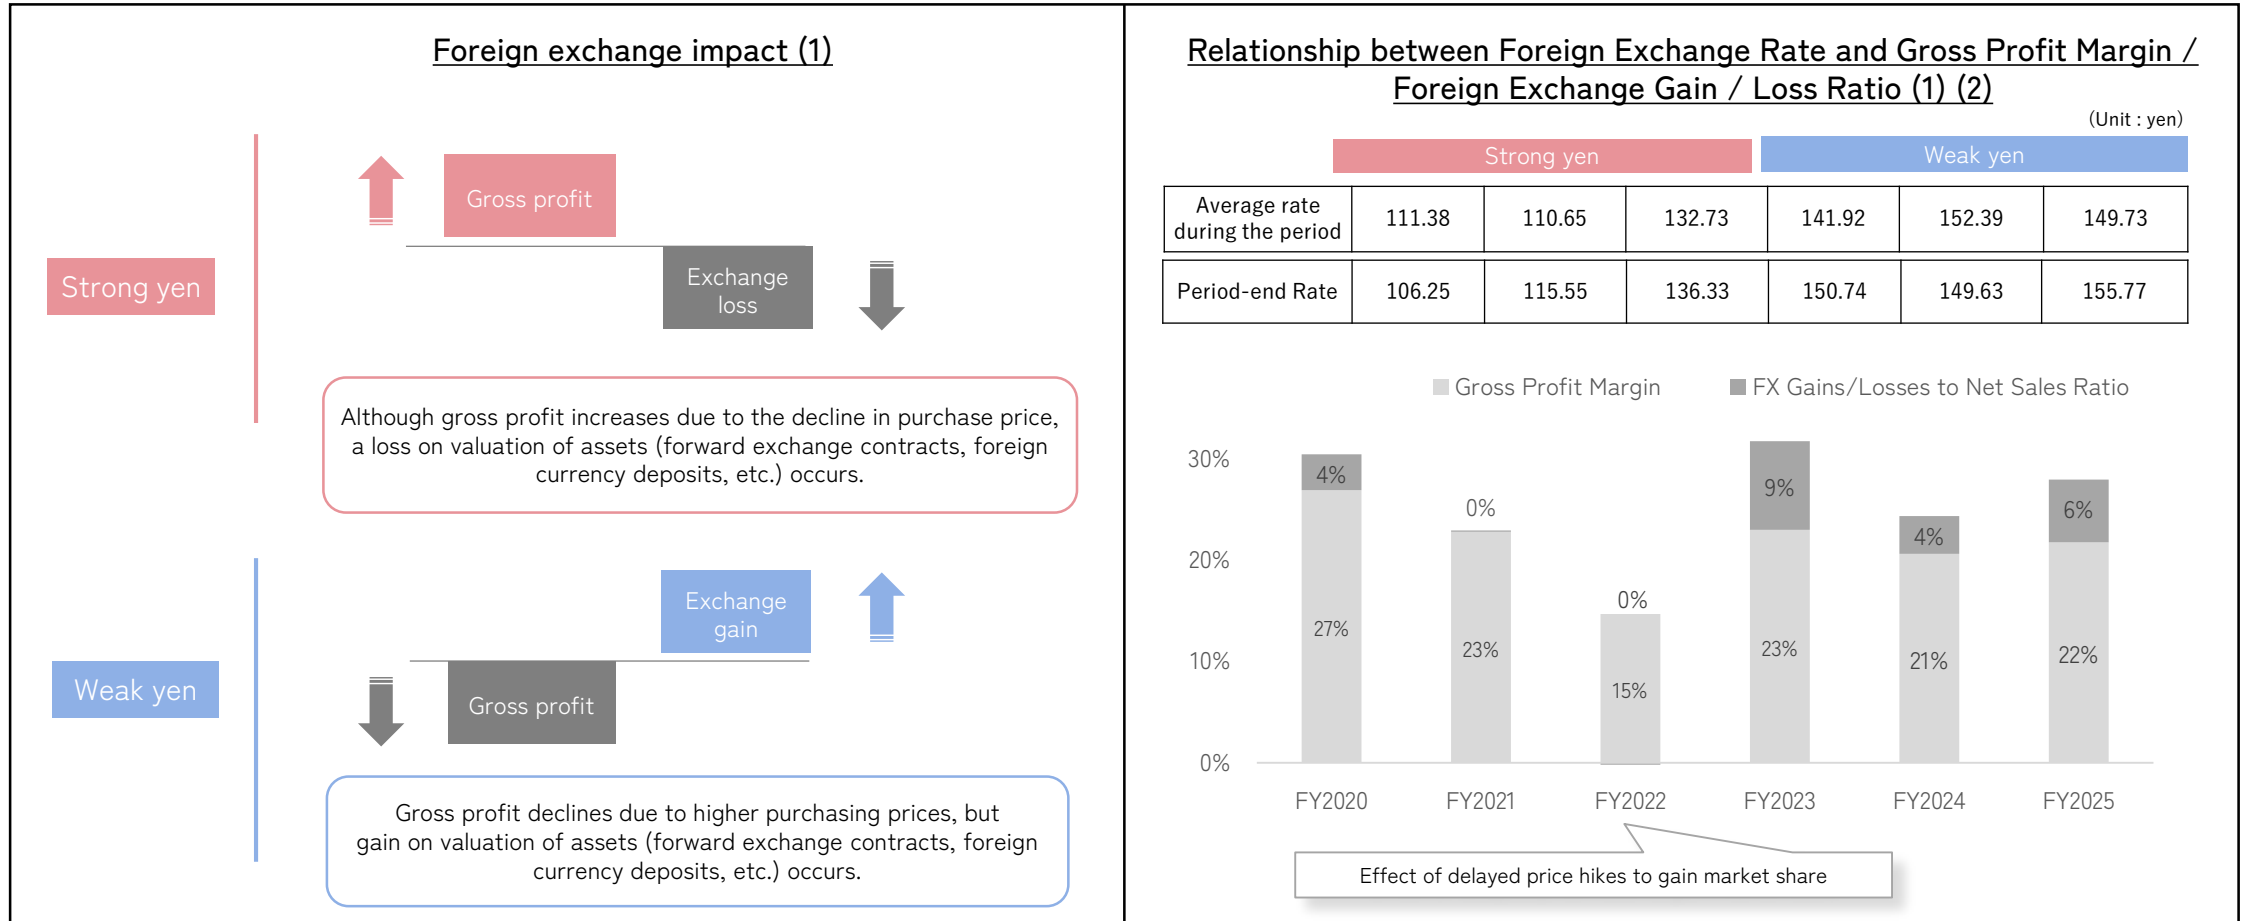 Foreign exchange impact (1)
Strong yen
Gross profit
Exchange
loss
Although gross profit increases due to the decline in purchase price,
a loss on valuation of assets (forward exchange contracts, foreign
currency deposits, etc.) occurs.
Weak yen
Exchange
gain
Gross profit
Gross profit declines due to higher purchasing prices, but
gain on valuation of assets (forward exchange contracts, foreign
currency deposits, etc.) occurs.
Relationship between Foreign Exchange Rate and Gross Profit Margin /
Foreign Exchange Gain / Loss Ratio (1) (2)
(Unit : yen)
Strong yen Weak yen
Average rate
during the period 111.38 110.65 132.73 141.92 152.39 149.73
Period-end Rate 106.25 115.55 136.33 150.74 149.63 155.77
Gross Profit Margin FX Gains/Losses to Net Sales Ratio
30%
20%
10%
0%
4% 0% 0% 9% 4% 6%
27% 23% 15% 23% 21% 22%
FY2020 FY2021 FY2022 FY2023 FY2024 FY2025
Effect of delayed price hikes to gain market share